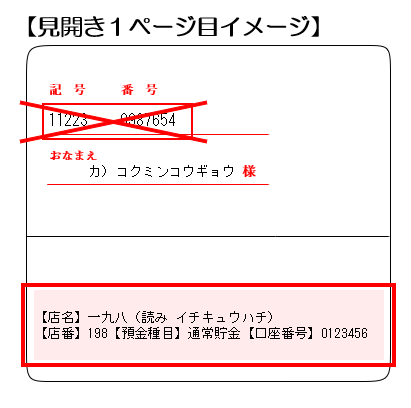 【見開き１ページ目イメージ】
記 号 番 号
11223 0987654
おなまえ
カ）コクミンコウギョウ 様
【店名】一九八（読み イチキュウハチ）
【店番】198【預金種目】通常貯金【口座番号】0123456